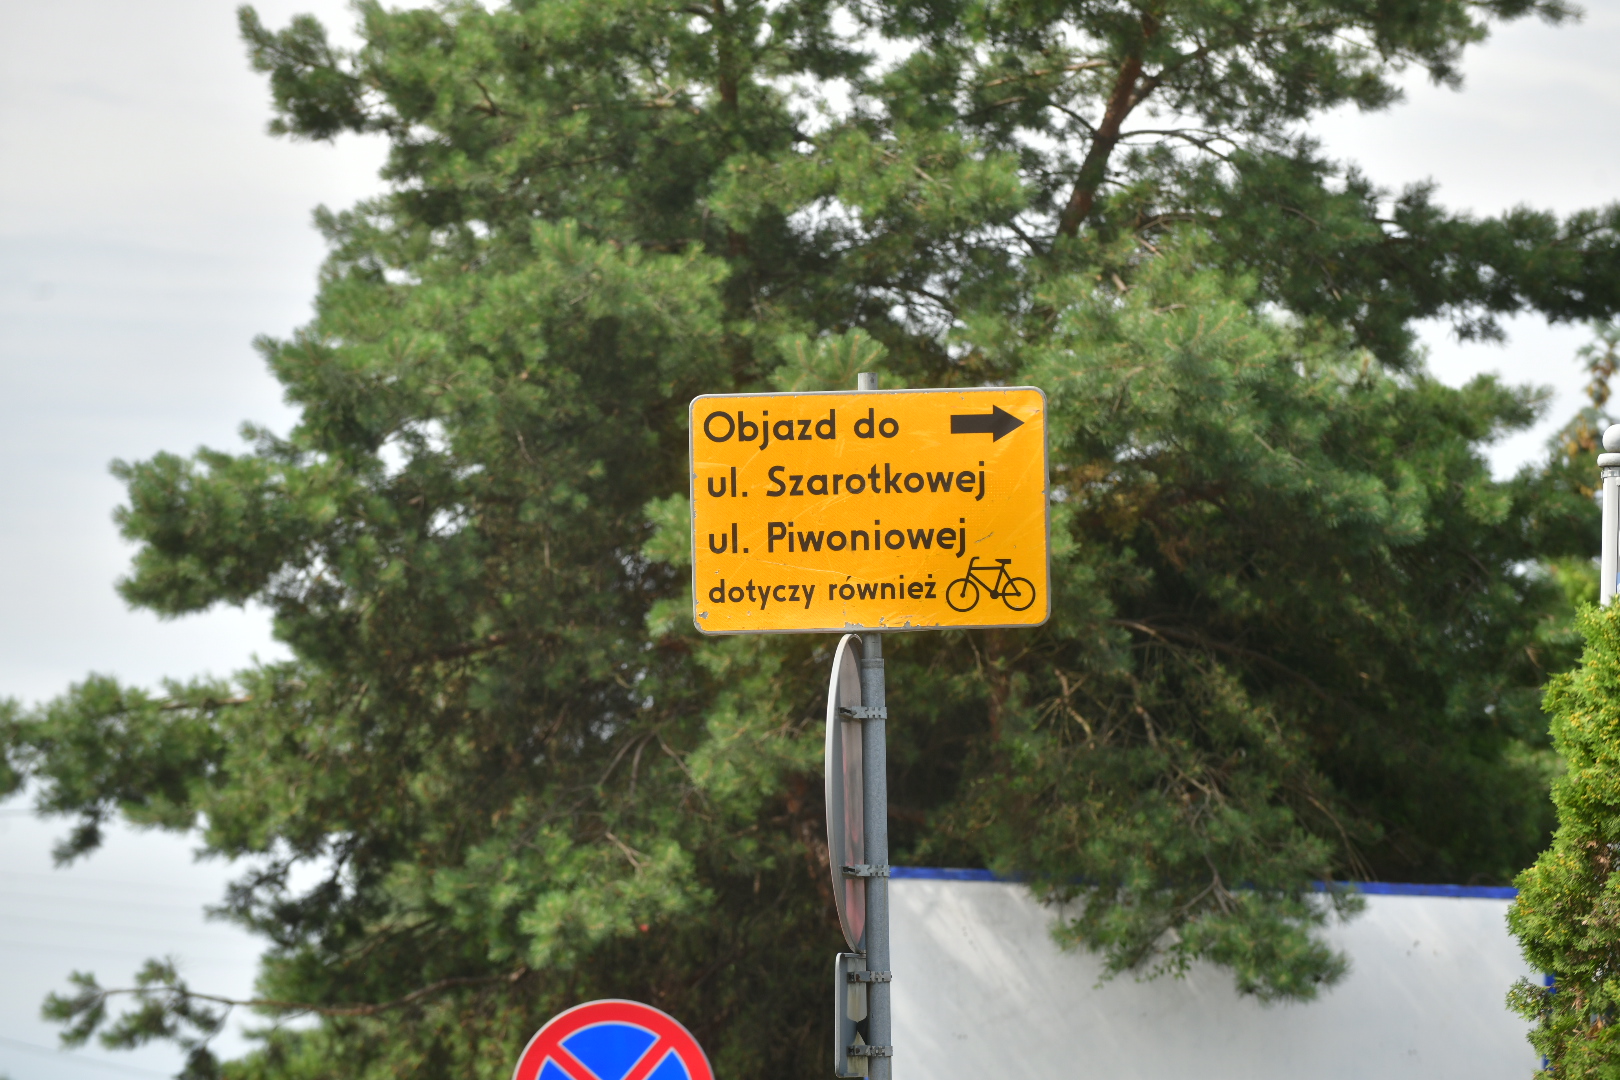 Objazd do
ul. Szarotkowej
ul. Piwoniowej
dotyczy również